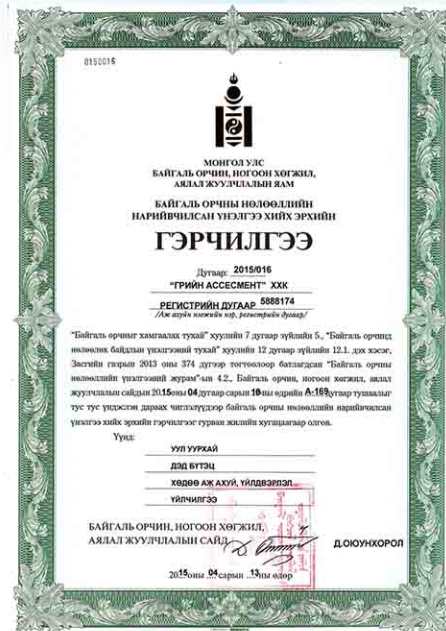 0150016
МОНГОЛ УЛС
БАЙГАЛЬ ОРЧИН, НОГООН ХӨГЖИЛ,
АЯЛАЛ ЖУУЛЧЛАЛЫН ЯАМ
БАЙГАЛЬ ОРЧНЫ НӨЛӨӨЛЛИЙН
НАРИЙВЧИЛСАН ҮНЭЛГЭЭ ХИЙХ ЭРХИЙН
ГЭРЧИЛГЭЭ
Дугаар: 2015/016
"ГРИЙН АССЕСМЕНТ" ХХК
РЕГИСТРИЙН ДУГААР 5888174
/Аж ахуйн нэгжийн нэр, регистрийн дугаар/
"Байгаль орчныг хамгаалах тухай" хуулийн 7 дугаар зүйлийн 5., "Байгаль орчинд
нөлөөлөх байдлын үнэлгээний тухай" хуулийн 12 дугаар зүйлийн 12.1. дэх хэсэг,
Засгийн газрын 2013 оны 374 дүгээр тогтоолоор батлагдсан "Байгаль орчны
нөлөөллийн үнэлгээний журам"-ын 4.2., Байгаль орчин, ногоон хөгжил, аялал
жуулчлалын сайдын 2015 оны 04 дугаар сарын 10-ны өдрийн А-169 дугаар тушаалыг
тус тус үндэслэн дараах чиглэлүүдээр байгаль орчны нөлөөллийн нарийвчилсан
үнэлгээ хийх эрхийн гэрчилгээг гурван жилийн хугацаагаар олгов.
Үүнд:
УУЛ УУРХАЙ
ДЭД БҮТЭЦ
ХӨДӨӨ АЖ АХУЙ, ҮЙЛДВЭРЛЭЛ
ҮЙЛЧИЛГЭЭ
БАЙГАЛЬ ОРЧИН, НОГООН ХӨГЖИЛ,
АЯЛАЛ ЖУУЛЧЛАЛЫН САЙД Д.ОЮУНХОРОЛ
2015 оны 04 сарын 13 ны өдөр